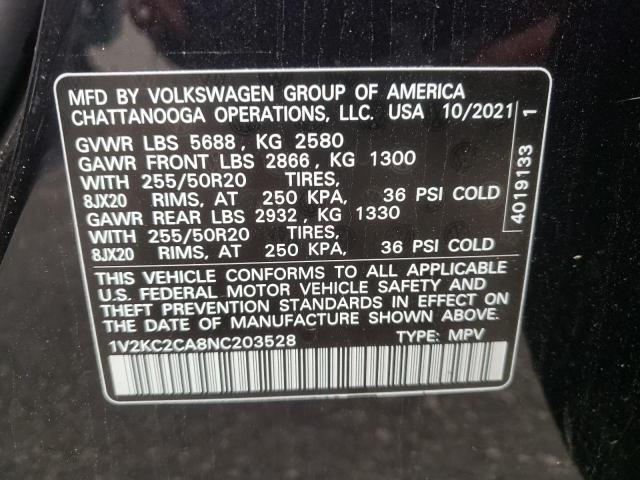 MFD BY VOLKSWAGEN GROUP OF AMERICA
CHATTANOOGA OPERATIONS, LLC. USA 10/2021
GVWR LBS 5688, KG 2580
GAWR FRONT LBS 2866, KG 1300
WITH 255/50R20 TIRES,
8JX20 RIMS, AT 250 KPA, 36 PSI COLD
GAWR REAR LBS 2932, KG 1330
WITH 255/50R20 TIRES,
8JX20 RIMS, AT 250 KPA, 36 PSI COLD
4019133 1
THIS VEHICLE CONFORMS TO ALL APPLICABLE
U.S. FEDERAL MOTOR VEHICLE SAFETY AND
THEFT PREVENTION STANDARDS IN EFFECT ON
THE DATE OF MANUFACTURE SHOWN ABOVE.
1V2KC2CA8NC203528 TYPE: MPV